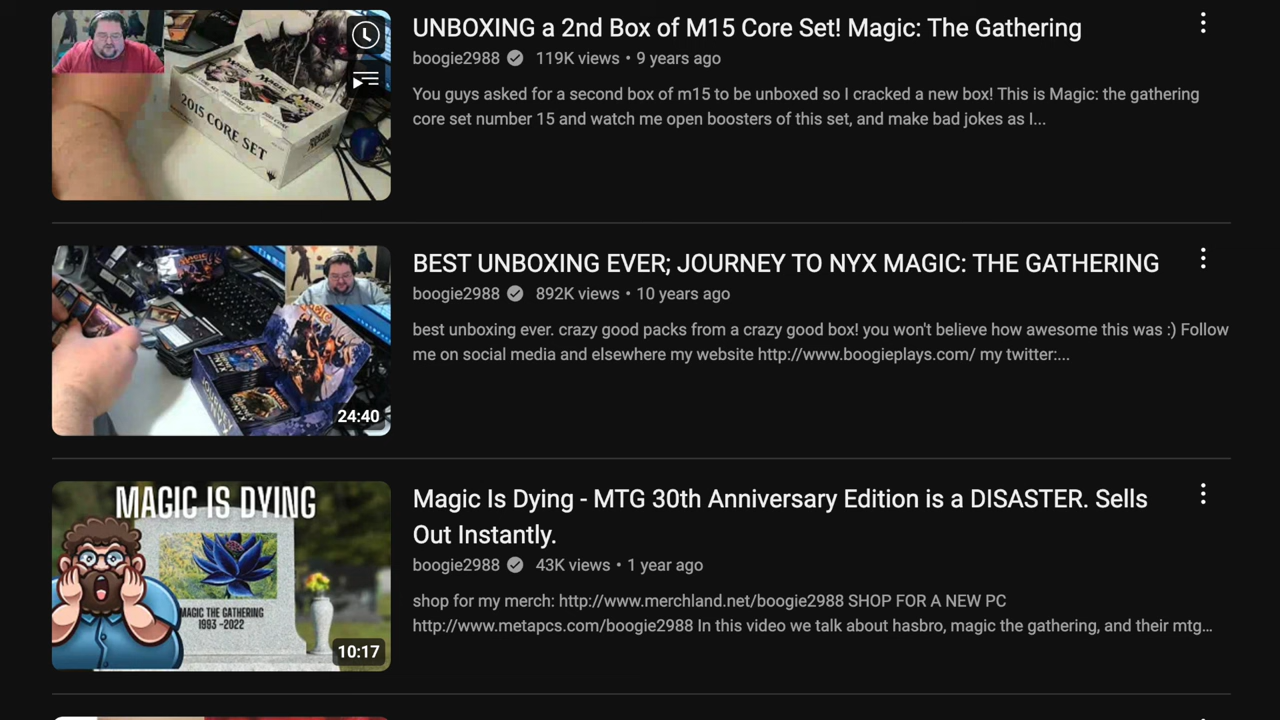 UNBOXING a 2nd Box of M15 Core Set! Magic: The Gathering
boogie2988 119K views • 9 years ago
You guys asked for a second box of m15 to be unboxed so I cracked a new box! This is Magic: the gathering
core set number 15 and watch me open boosters of this set, and make bad jokes as I...
MAGIC
2015 CORE SET
BEST UNBOXING EVER; JOURNEY TO NYX MAGIC: THE GATHERING
boogie2988 892K views • 10 years ago
best unboxing ever. crazy good packs from a crazy good box! you won't believe how awesome this was :) Follow
me on social media and elsewhere my website http://www.boogieplays.com/ my twitter:...
MAGIC
24:40
MAGIC IS DYING
MAGIC THE GATHERING
1993 -2022
10:17
Magic Is Dying - MTG 30th Anniversary Edition is a DISASTER. Sells
Out Instantly.
boogie2988 43K views • 1 year ago
shop for my merch: http://www.merchland.net/boogie2988 SHOP FOR A NEW PC
http://www.metapcs.com/boogie2988 In this video we talk about hasbro, magic the gathering, and their mtg...